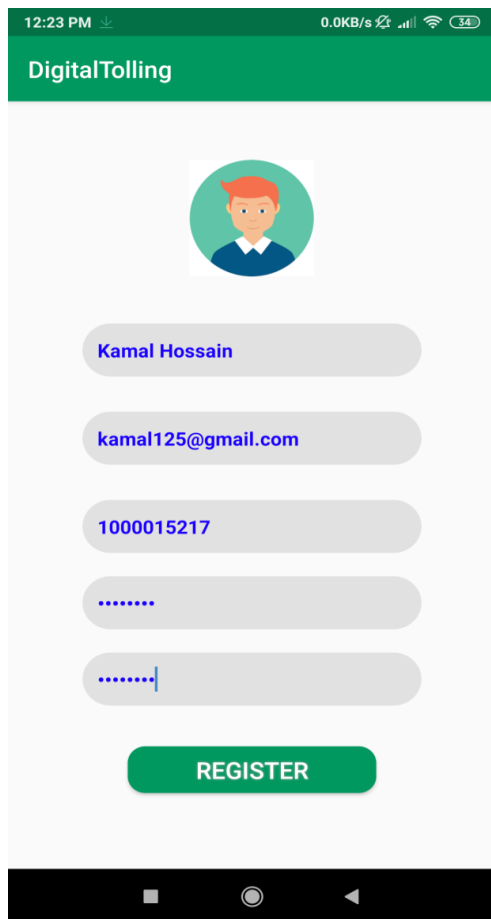 12:23 PM 0.0KB/s 34
DigitalTolling
Kamal Hossain
kamal125@gmail.com
1000015217
••••••••
••••••••
REGISTER